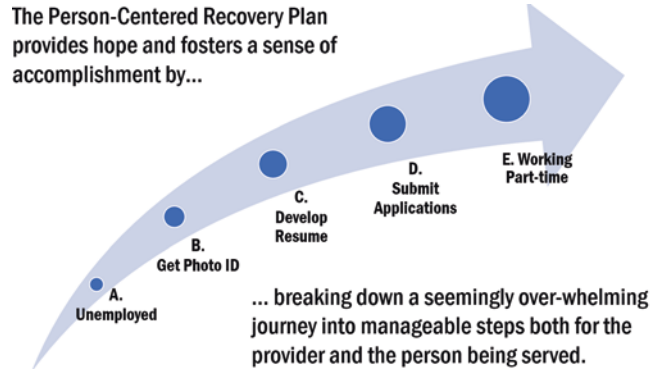 The Person-Centered Recovery Plan
provides hope and fosters a sense of
accomplishment by...
A.
Unemployed
B.
Get Photo ID
C.
Develop
Resume
D.
Submit
Applications
E. Working
Part-time
... breaking down a seemingly over-whelming
journey into manageable steps both for the
provider and the person being served.